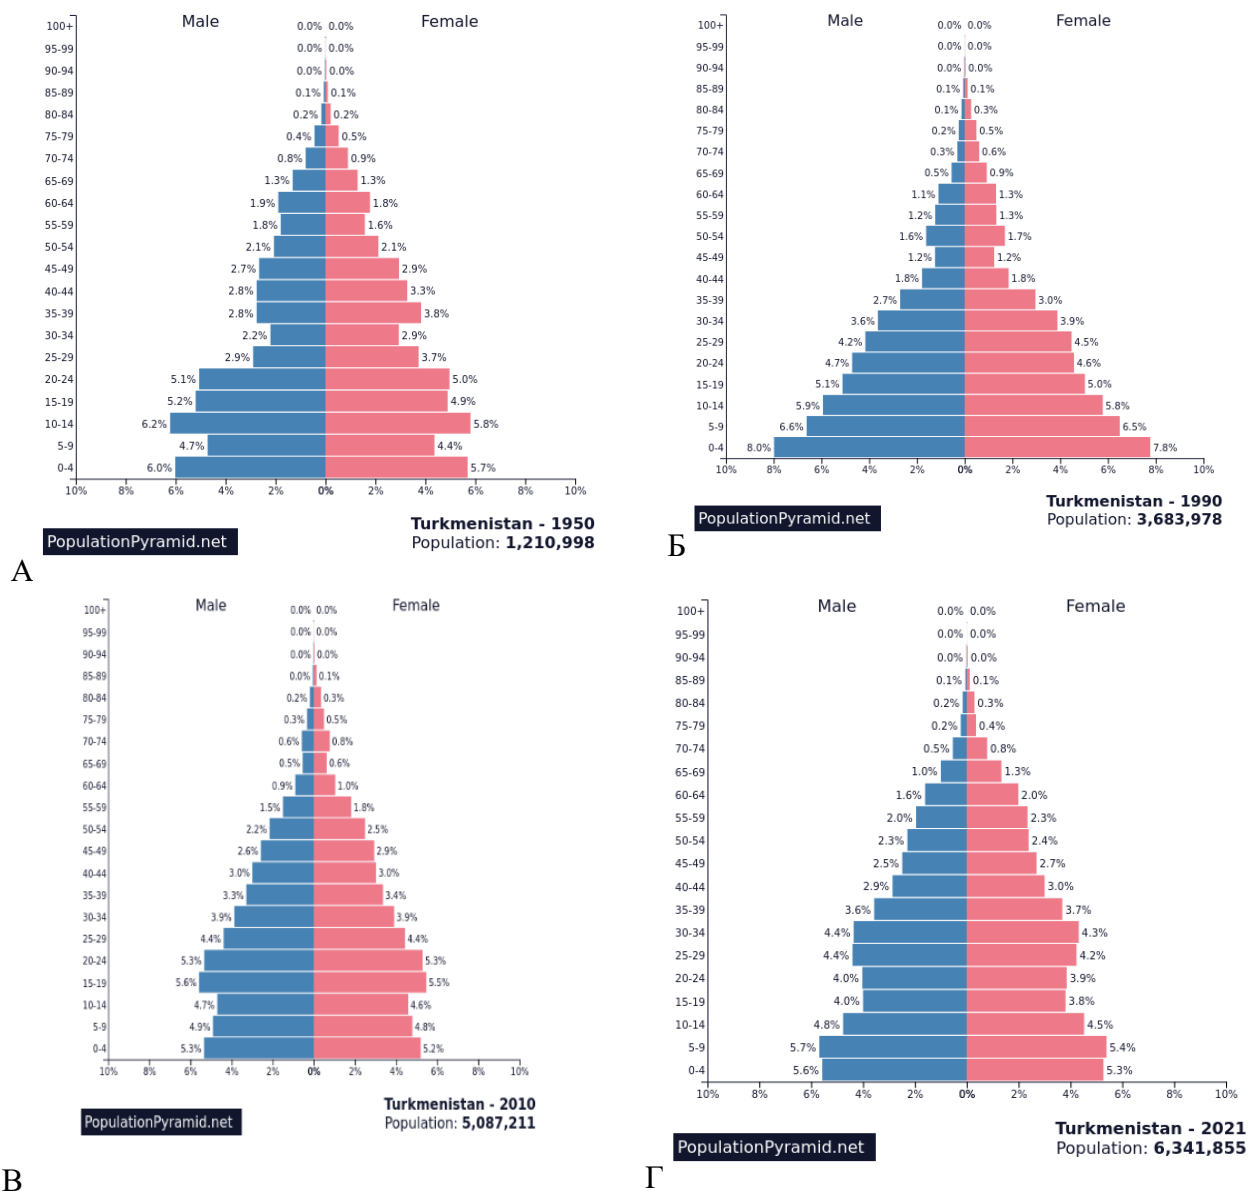 Male 0.0% 0.0% Female
100+
95-99 0.0% 0.0%
90-94 0.0% 0.0%
85-89 0.1% 0.1%
80-84 0.2% 0.2%
75-79 0.4% 0.5%
70-74 0.8% 0.9%
65-69 1.3% 1.3%
60-64 1.9% 1.8%
55-59 1.8% 1.6%
50-54 2.1% 2.1%
45-49 2.7% 2.9%
40-44 2.8% 3.3%
35-39 2.8% 3.8%
30-34 2.2% 2.9%
25-29 2.9% 3.7%
20-24 5.1% 5.0%
15-19 5.2% 4.9%
10-14 6.2% 5.8%
5-9 4.7% 4.4%
0-4 6.0% 5.7%
10% 8% 6% 4% 2% 0% 2% 4% 6% 8% 10%
Turkmenistan - 1950
PopulationPyramid.net Population: 1,210,998
А
Male 0.0% 0.0% Female
100+
95-99 0.0% 0.0%
90-94 0.0% 0.0%
85-89 0.1% 0.1%
80-84 0.1% 0.3%
75-79 0.2% 0.5%
70-74 0.3% 0.6%
65-69 0.5% 0.9%
60-64 1.1% 1.3%
55-59 1.2% 1.3%
50-54 1.6% 1.7%
45-49 1.2% 1.2%
40-44 1.8% 1.8%
35-39 2.7% 3.0%
30-34 3.6% 3.9%
25-29 4.2% 4.5%
20-24 4.7% 4.6%
15-19 5.1% 5.0%
10-14 5.9% 5.8%
5-9 6.6% 6.5%
0-4 8.0% 7.8%
10% 8% 6% 4% 2% 0% 2% 4% 6% 8% 10%
Turkmenistan - 1990
PopulationPyramid.net Population: 3,683,978
Б
Male 0.0% 0.0% Female
100+
95-99 0.0% 0.0%
90-94 0.0% 0.0%
85-89 0.0% 0.1%
80-84 0.2% 0.3%
75-79 0.3% 0.5%
70-74 0.6% 0.8%
65-69 0.5% 0.6%
60-64 0.9% 1.0%
55-59 1.5% 1.8%
50-54 2.2% 2.5%
45-49 2.6% 2.9%
40-44 3.0% 3.0%
35-39 3.3% 3.4%
30-34 3.9% 3.9%
25-29 4.4% 4.4%
20-24 5.3% 5.3%
15-19 5.6% 5.5%
10-14 4.7% 4.6%
5-9 4.9% 4.8%
0-4 5.3% 5.2%
10% 8% 6% 4% 2% 0% 2% 4% 6% 8% 10%
Turkmenistan - 2010
PopulationPyramid.net Population: 5,087,211
В
Male 0.0% 0.0% Female
100+
95-99 0.0% 0.0%
90-94 0.0% 0.0%
85-89 0.1% 0.1%
80-84 0.2% 0.3%
75-79 0.2% 0.4%
70-74 0.5% 0.8%
65-69 1.0% 1.3%
60-64 1.6% 2.0%
55-59 2.0% 2.3%
50-54 2.3% 2.4%
45-49 2.5% 2.7%
40-44 2.9% 3.0%
35-39 3.6% 3.7%
30-34 4.4% 4.3%
25-29 4.4% 4.2%
20-24 4.0% 3.9%
15-19 4.0% 3.8%
10-14 4.8% 4.5%
5-9 5.7% 5.4%
0-4 5.6% 5.3%
10% 8% 6% 4% 2% 0% 2% 4% 6% 8% 10%
Turkmenistan - 2021
PopulationPyramid.net Population: 6,341,855
Г